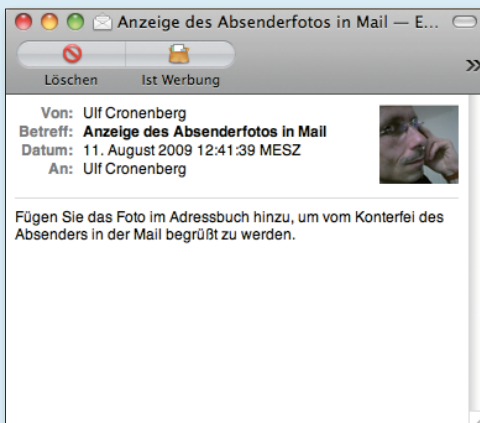 Anzeige des Absenderfotos in Mail — E...
Löschen Ist Werbung
Von: Ulf Cronenberg
Betreff: Anzeige des Absenderfotos in Mail
Datum: 11. August 2009 12:41:39 MESZ
An: Ulf Cronenberg
Fügen Sie das Foto im Adressbuch hinzu, um vom Konterfei des
Absenders in der Mail begrüßt zu werden.